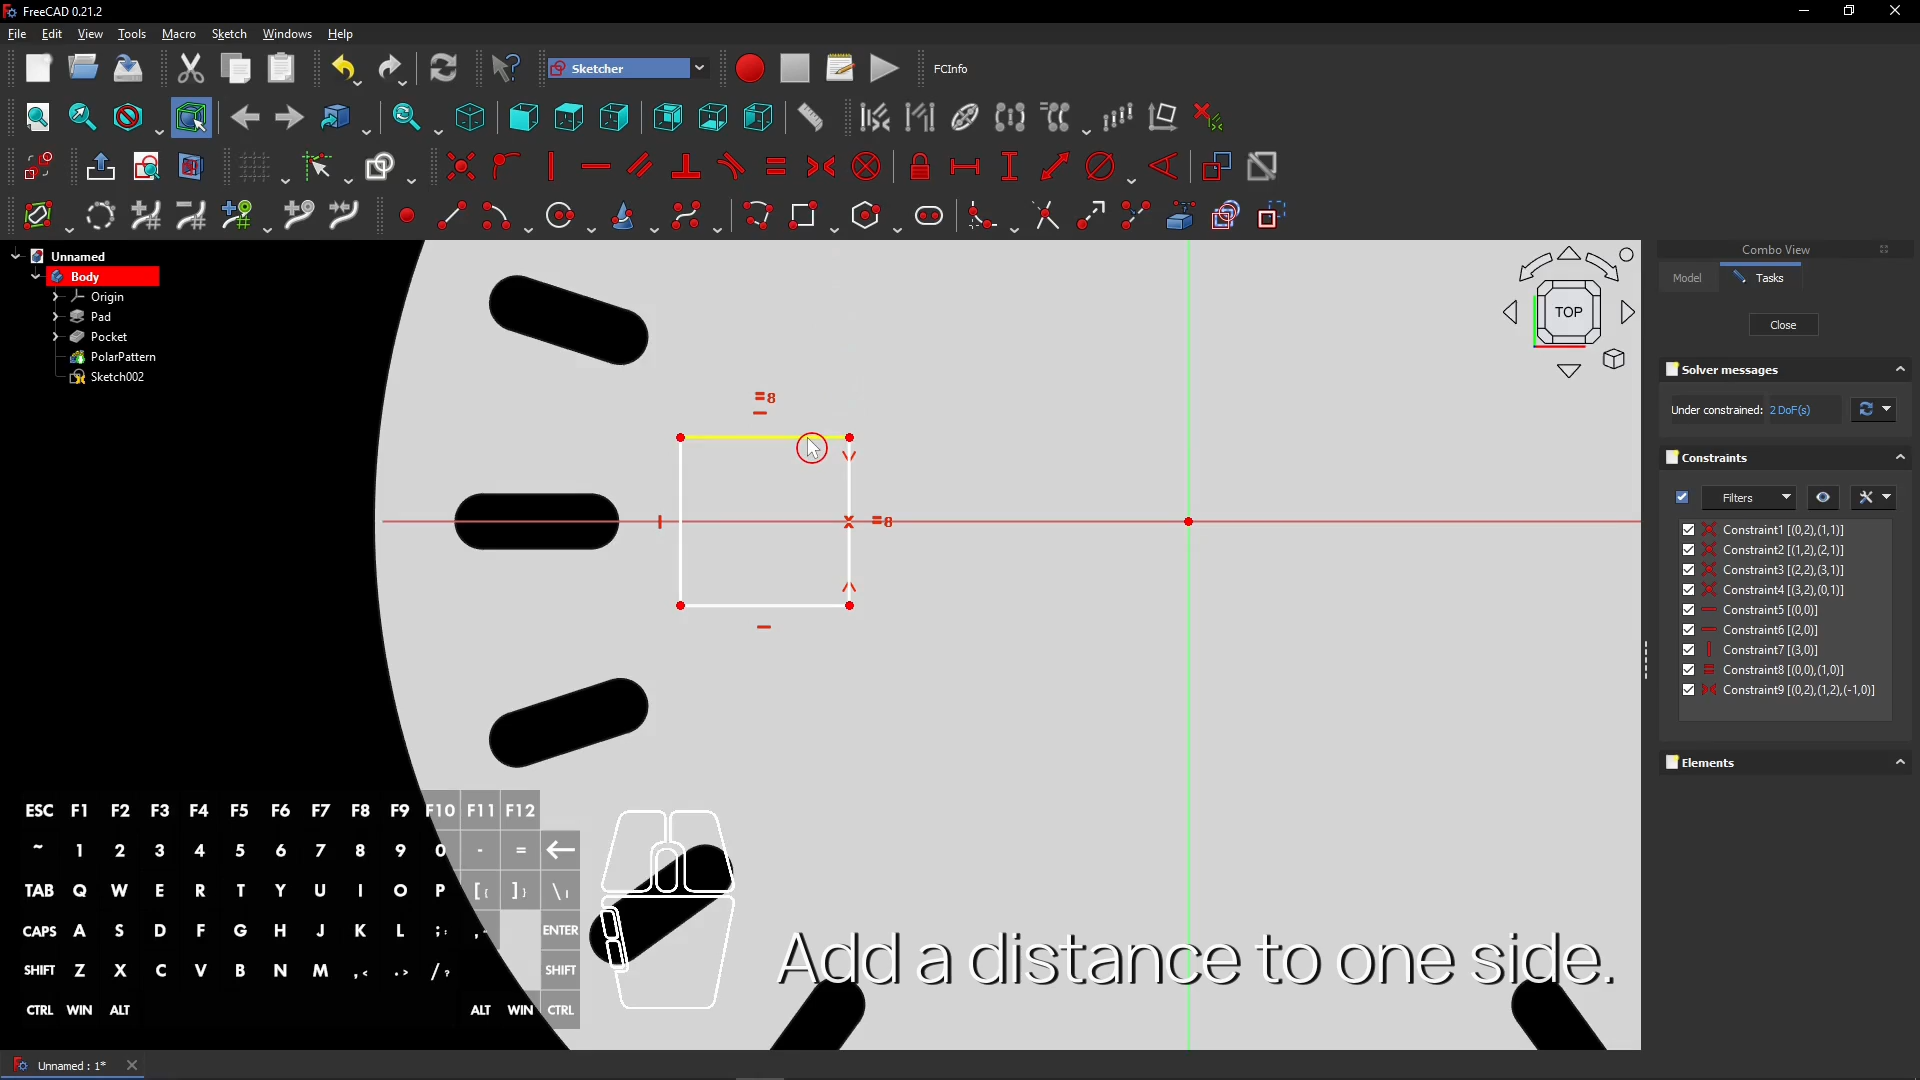 FreeCAD 0.21.2
File Edit View Tools Macro Sketch Windows Help
Sketcher
FCInfo
Unnamed
Body
Origin
Pad
Pocket
PolarPattern
Sketch002
=8
=8
TOP
Combo View
Model Tasks
Close
Solver messages
Under constrained: 2 DoF(s)
Constraints
Filters
Constraint1 [(0,2),(1,1)]
Constraint2 [(1,2),(2,1)]
Constraint3 [(2,2),(3,1)]
Constraint4 [(3,2),(0,1)]
Constraint5 [(0,0)]
Constraint6 [(2,0)]
Constraint7 [(3,0)]
Constraint8 [(0,0),(1,0)]
Constraint9 [(0,2),(1,2),(-1,0)]
Elements
ESC F1 F2 F3 F4 F5 F6 F7 F8 F9 F10 F11 F12
~ 1 2 3 4 5 6 7 8 9 0 - =
TAB Q W E R T Y U I O P [{ ]} \|
CAPS A S D F G H J K L ;: ENTER
SHIFT Z X C V B N M ,< .> /? SHIFT
CTRL WIN ALT ALT WIN CTRL
Add a distance to one side.
Unnamed : 1*